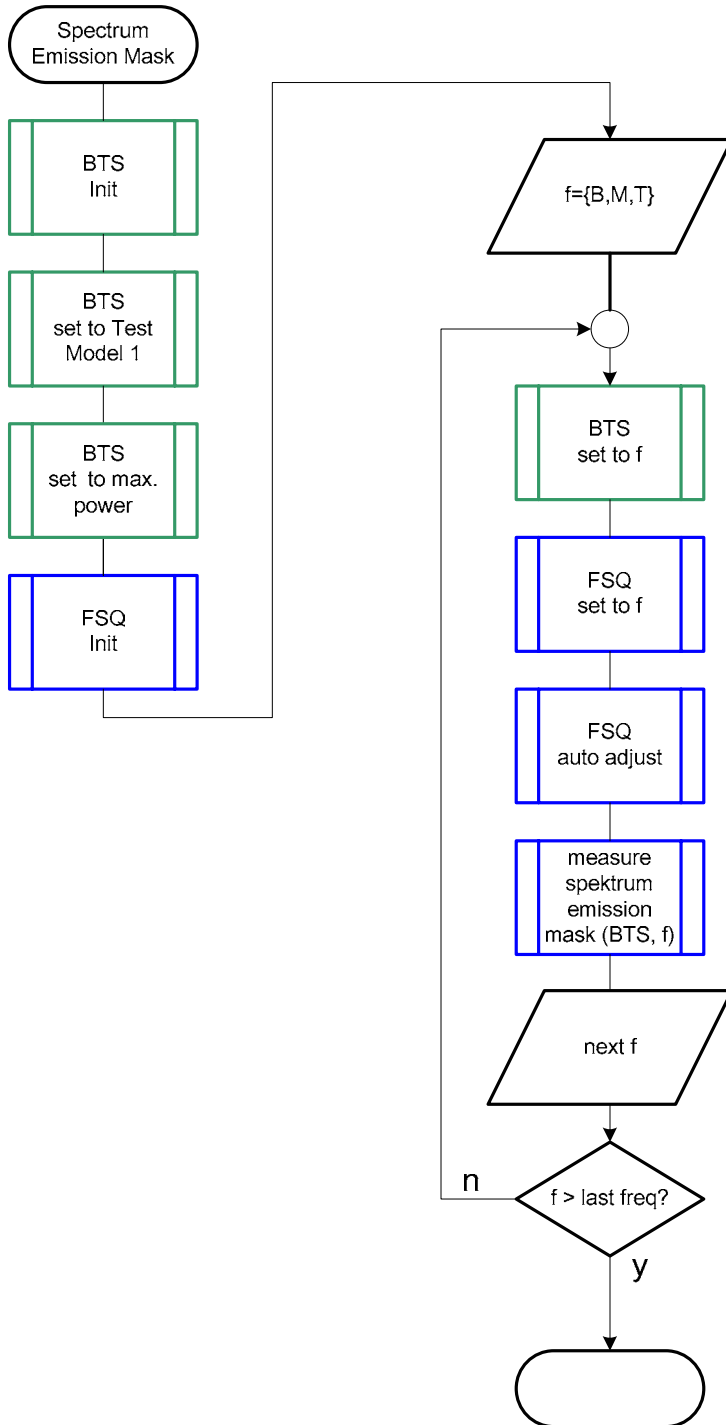 Spectrum
Emission Mask
BTS
Init
BTS
set to Test
Model 1
BTS
set to max.
power
FSQ
Init
f={B,M,T}
BTS
set to f
FSQ
set to f
FSQ
auto adjust
measure
spektrum
emission
mask (BTS, f)
next f
f > last freq?
n
y